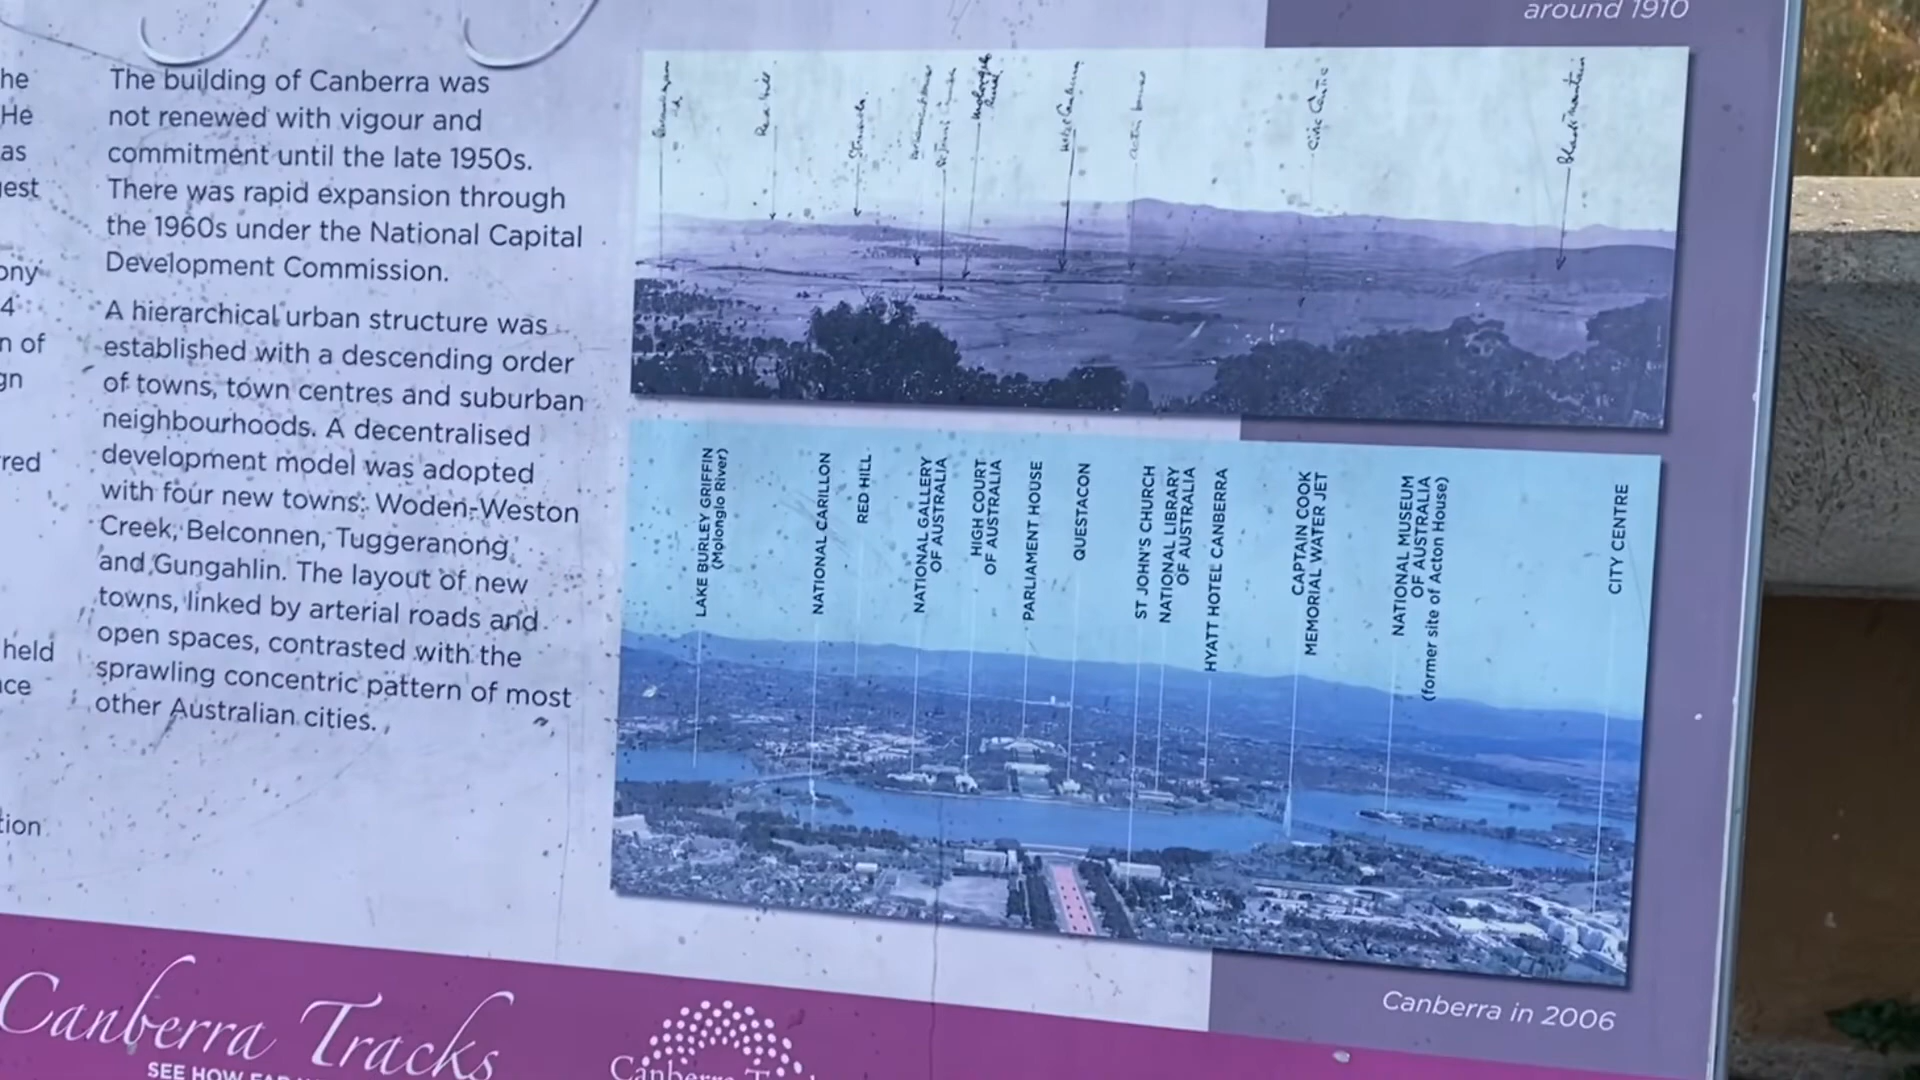 around 1910
he
He
as
gest
ony
4
n of
gn
red
held
nce
tion
The building of Canberra was
not renewed with vigour and
commitment until the late 1950s.
There was rapid expansion through
the 1960s under the National Capital
Development Commission.
A hierarchical urban structure was
established with a descending order
of towns, town centres and suburban
neighbourhoods. A decentralised
development model was adopted
with four new towns: Woden-Weston
Creek, Belconnen, Tuggeranong
and Gungahlin. The layout of new
towns, linked by arterial roads and
open spaces, contrasted with the
sprawling concentric pattern of most
other Australian cities.
Red hill
Civic Centre
Black Mountain
LAKE BURLEY GRIFFIN
(Molonglo River)
NATIONAL CARILLON
RED HILL
NATIONAL GALLERY
OF AUSTRALIA
HIGH COURT
OF AUSTRALIA
PARLIAMENT HOUSE
QUESTACON
ST JOHN'S CHURCH
NATIONAL LIBRARY
OF AUSTRALIA
HYATT HOTEL CANBERRA
CAPTAIN COOK
MEMORIAL WATER JET
NATIONAL MUSEUM
OF AUSTRALIA
(former site of Acton House)
CITY CENTRE
Canberra in 2006
Canberra Tracks
SEE HOW FAR
Canberra